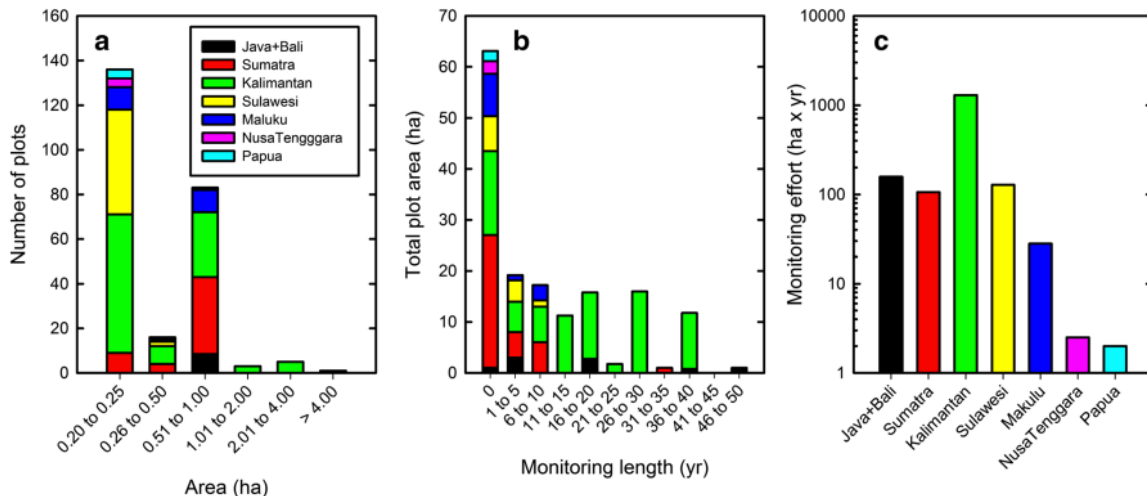 a
Java+Bali
Sumatra
Kalimantan
Sulawesi
Maluku
NusaTengggara
Papua
Number of plots
160
140
120
100
80
60
40
20
0
0.20 to 0.25
0.26 to 0.50
0.51 to 1.00
1.01 to 2.00
2.01 to 4.00
> 4.00
Area (ha)
b
Total plot area (ha)
70
60
50
40
30
20
10
0
0
1 to 5
6 to 10
11 to 15
16 to 20
21 to 25
26 to 30
31 to 35
36 to 40
41 to 45
46 to 50
Monitoring length (yr)
c
Monitoring effort (ha x yr)
10000
1000
100
10
1
Java+Bali
Sumatra
Kalimantan
Sulawesi
Makulu
NusaTenggara
Papua